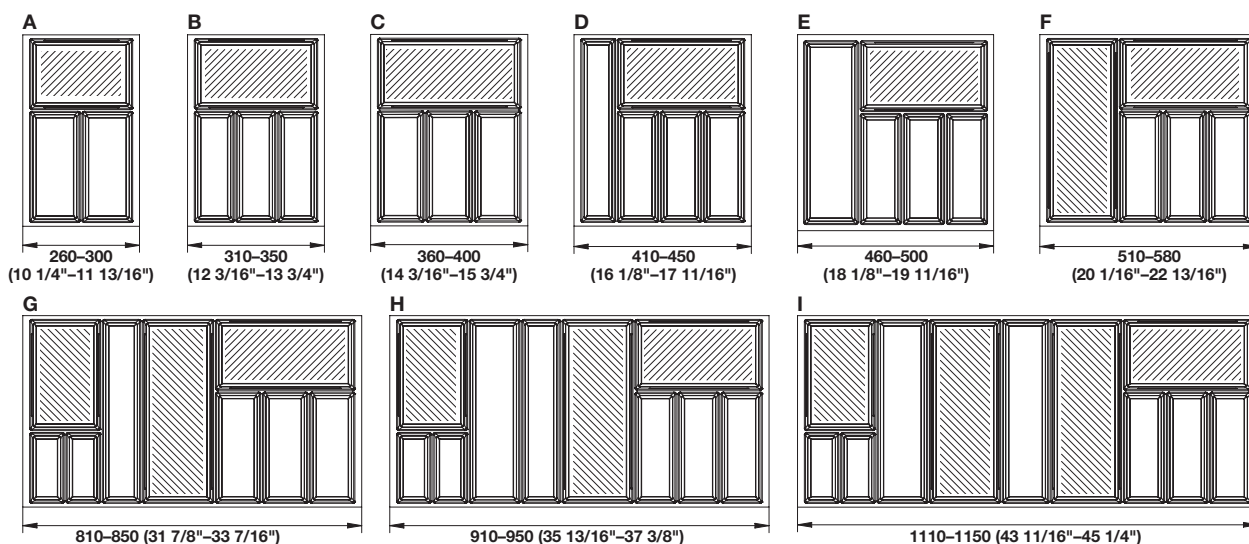 A B C D E F
260–300 310–350 360–400 410–450 460–500 510–580
(10 1/4"–11 13/16") (12 3/16"–13 3/4") (14 3/16"–15 3/4") (16 1/8"–17 11/16") (18 1/8"–19 11/16") (20 1/16"–22 13/16")
G H I
810–850 (31 7/8"–33 7/16") 910–950 (35 13/16"–37 3/8") 1110–1150 (43 11/16"–45 1/4")